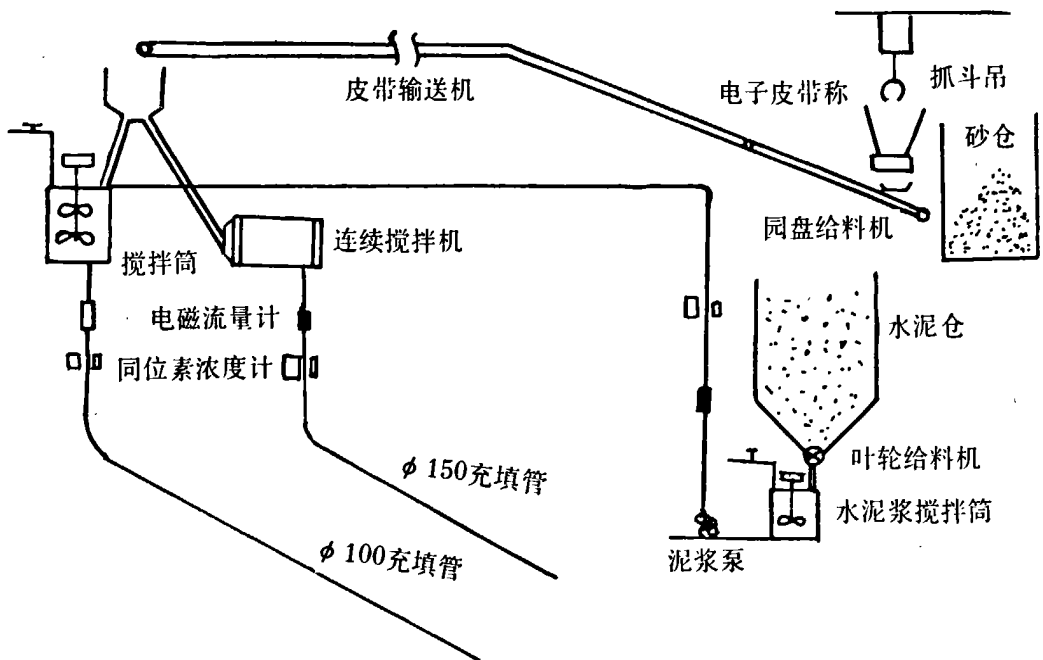 皮带输送机
电子皮带称
抓斗吊
砂仓
园盘给料机
连续搅拌机
搅拌筒
电磁流量计
水泥仓
同位素浓度计
叶轮给料机
ϕ 150充填管
水泥浆搅拌筒
ϕ 100充填管
泥浆泵